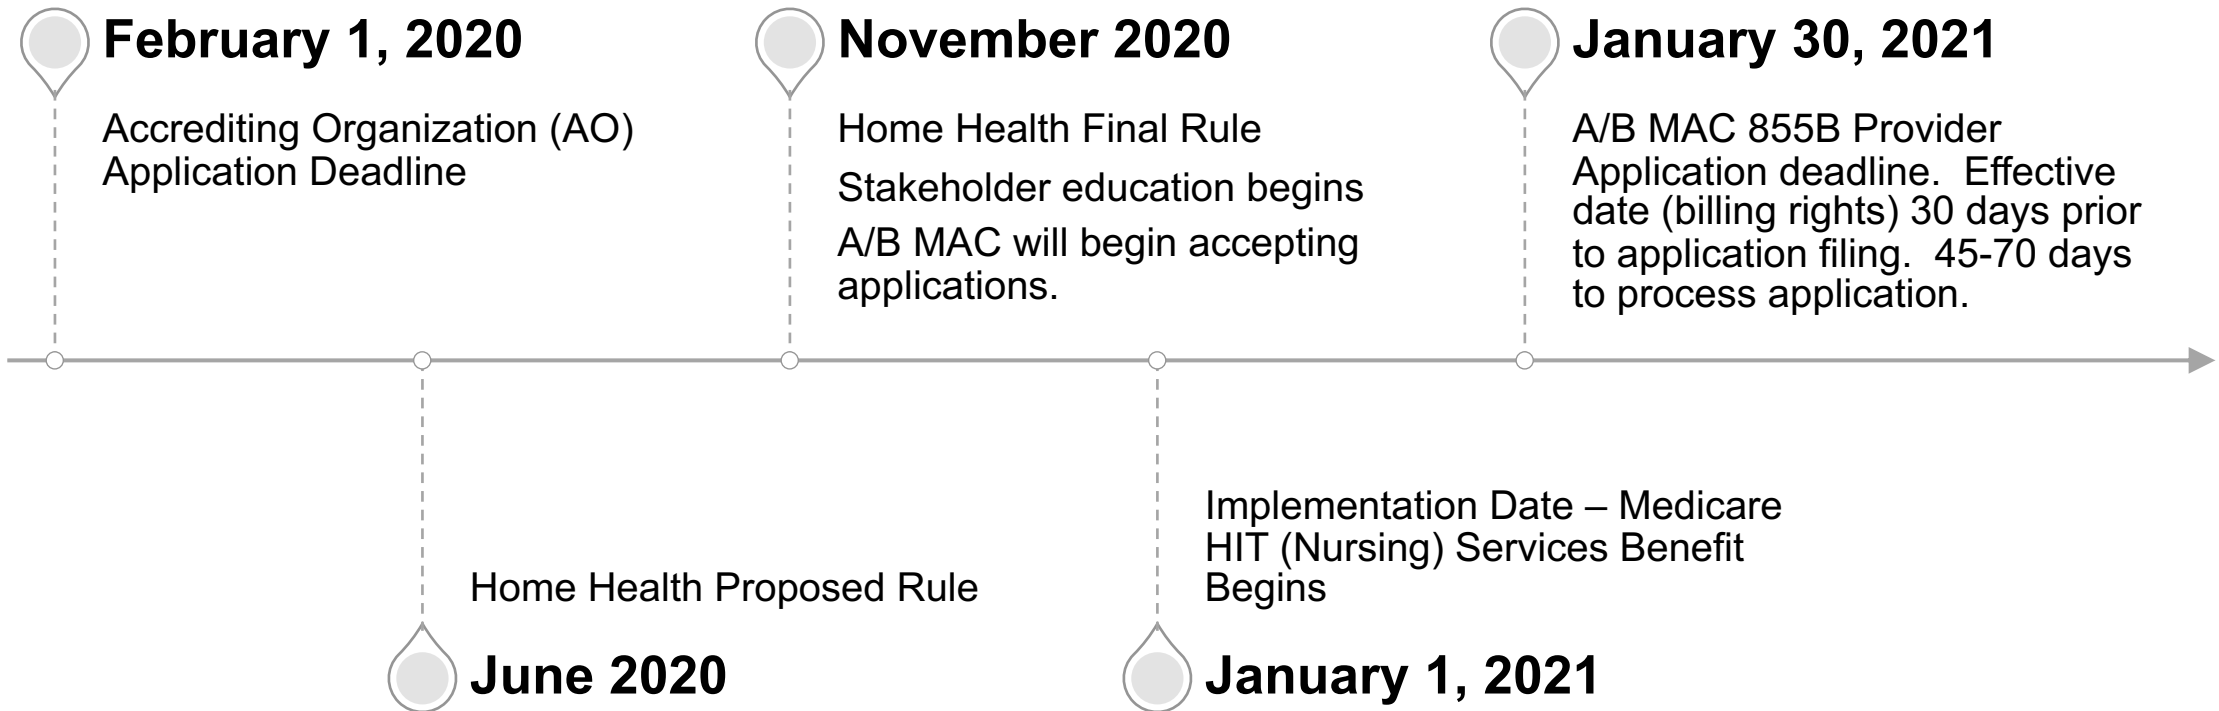 February 1, 2020
Accrediting Organization (AO)
Application Deadline
November 2020
Home Health Final Rule
Stakeholder education begins
A/B MAC will begin accepting
applications.
January 30, 2021
A/B MAC 855B Provider
Application deadline.  Effective
date (billing rights) 30 days prior
to application filing.  45-70 days
to process application.
Home Health Proposed Rule
June 2020
Implementation Date – Medicare
HIT (Nursing) Services Benefit
Begins
January 1, 2021